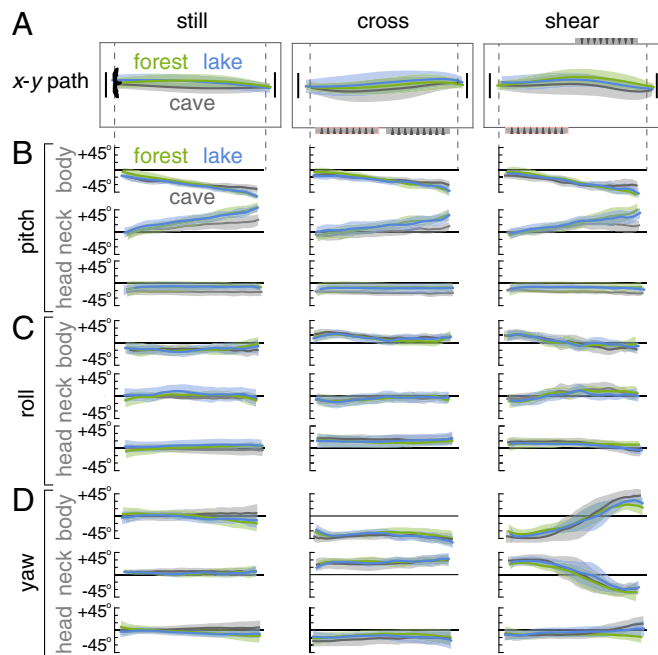 still cross shear
A
x-y path
forest lake
cave
B
forest lake
cave
pitch
body
+45°
-45°
neck
+45°
-45°
head
+45°
-45°
C
roll
body
+45°
-45°
neck
+45°
-45°
head
+45°
-45°
D
yaw
body
+45°
-45°
neck
+45°
-45°
head
+45°
-45°